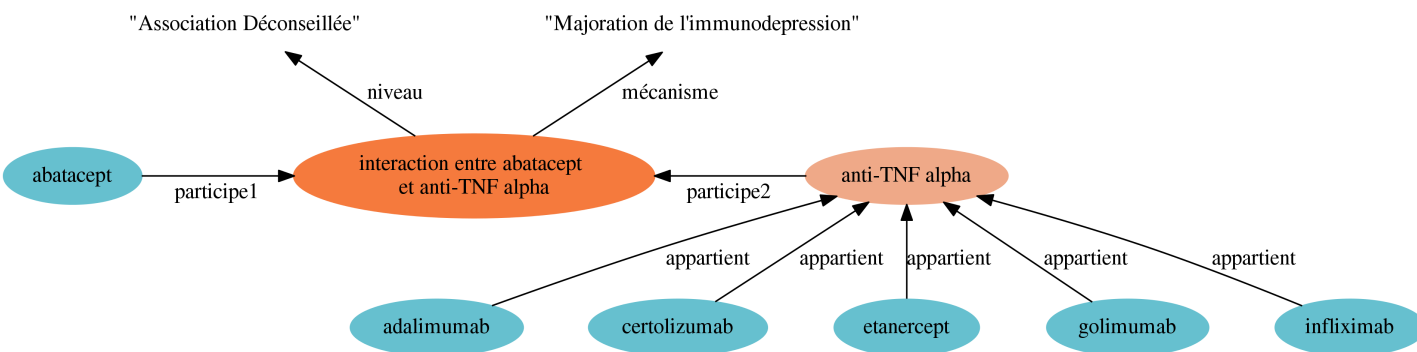 "Association Déconseillée"
"Majoration de l'immunodepression"
niveau
mécanisme
abatacept
participe1
interaction entre abatacept
et anti-TNF alpha
participe2
anti-TNF alpha
appartient
appartient
appartient
appartient
appartient
adalimumab
certolizumab
etanercept
golimumab
infliximab